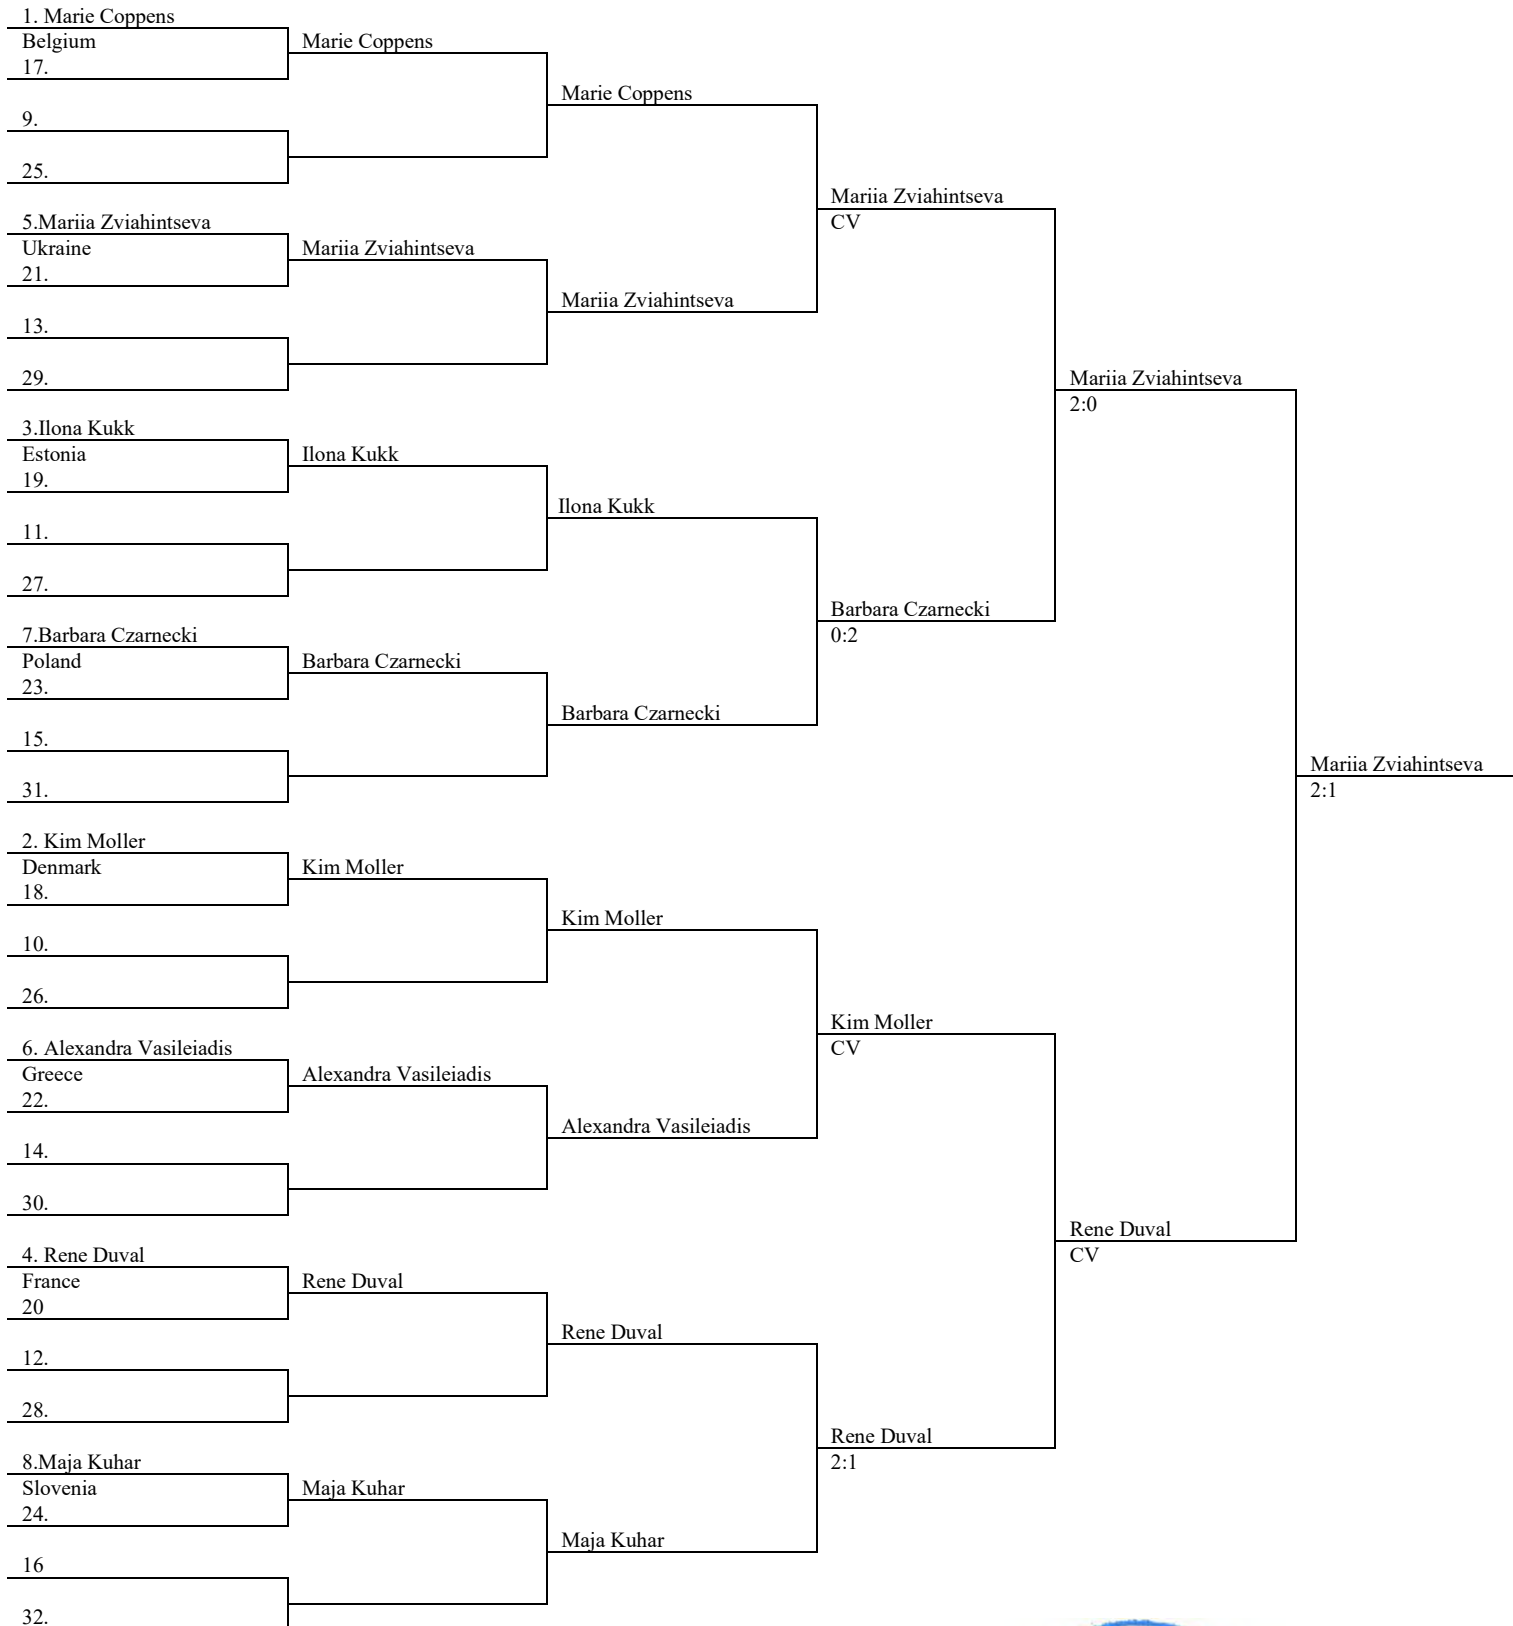 1. Marie Coppens
Belgium
17.
9.
25.
5.Mariia Zviahintseva
Ukraine
21.
13.
29.
3.Ilona Kukk
Estonia
19.
11.
27.
7.Barbara Czarnecki
Poland
23.
15.
31.
2. Kim Moller
Denmark
18.
10.
26.
6. Alexandra Vasileiadis
Greece
22.
14.
30.
4. Rene Duval
France
20
12.
28.
8.Maja Kuhar
Slovenia
24.
16
32.
Marie Coppens
Mariia Zviahintseva
Ilona Kukk
Barbara Czarnecki
Kim Moller
Alexandra Vasileiadis
Rene Duval
Maja Kuhar
Marie Coppens
Mariia Zviahintseva
Ilona Kukk
Barbara Czarnecki
Kim Moller
Alexandra Vasileiadis
Rene Duval
Maja Kuhar
Mariia Zviahintseva
CV
Barbara Czarnecki
0:2
Kim Moller
CV
Rene Duval
2:1
Mariia Zviahintseva
2:0
Rene Duval
CV
Mariia Zviahintseva
2:1